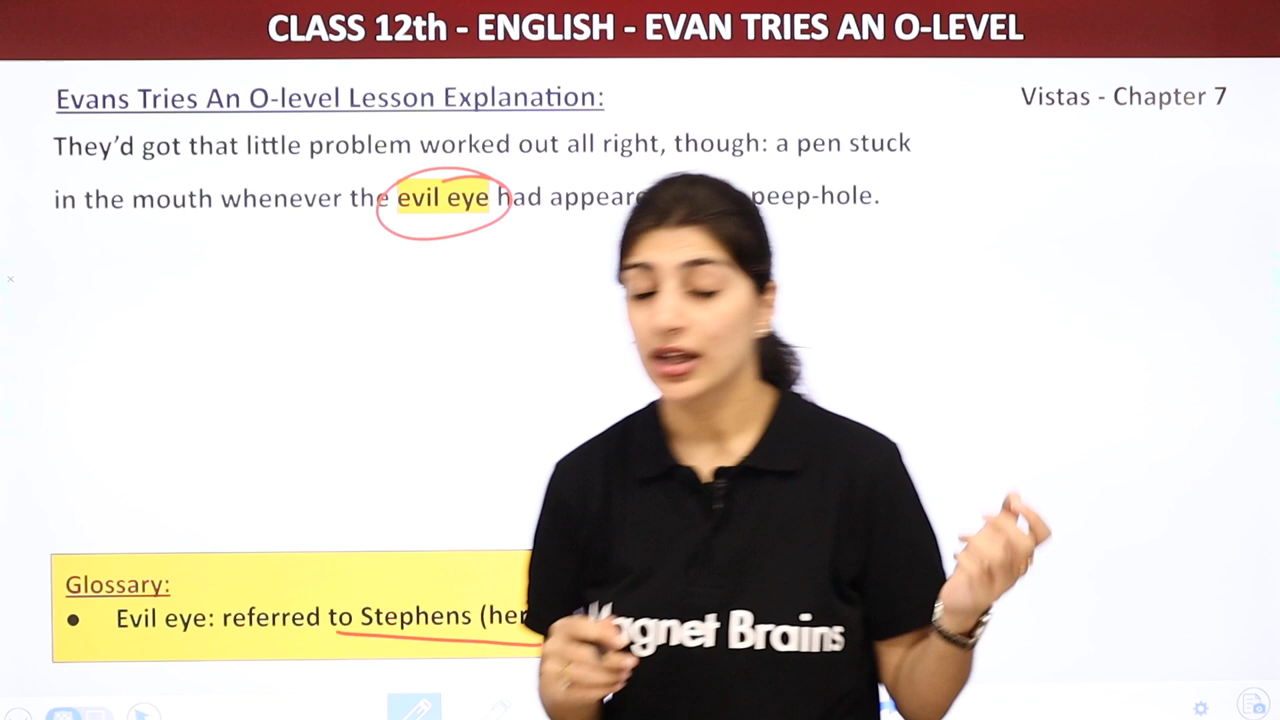 CLASS 12th - ENGLISH - EVAN TRIES AN O-LEVEL
Evans Tries An O-level Lesson Explanation:
Vistas - Chapter 7
They'd got that little problem worked out all right, though: a pen stuck
in the mouth whenever the evil eye had appear peep-hole.
Glossary:
● Evil eye: referred to Stephens (her
agnet Brains